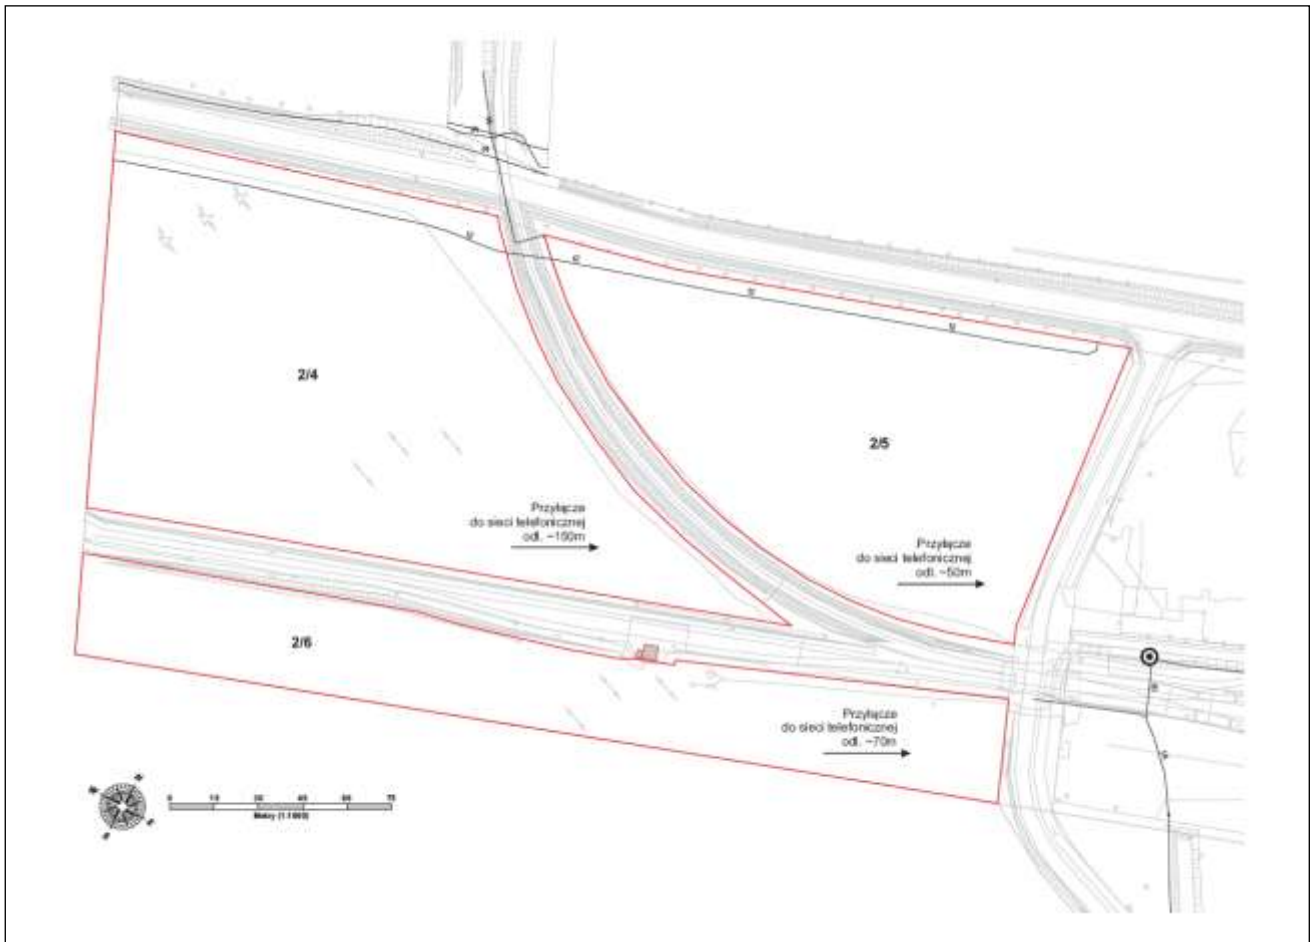 2/4
2/5
Przyłącze
do sieci telefonicznej
odl. ~150m
Przyłącze
do sieci telefonicznej
odl. ~50m
2/6
Przyłącze
do sieci telefonicznej
odl. ~70m
0 15 30 45 60 75